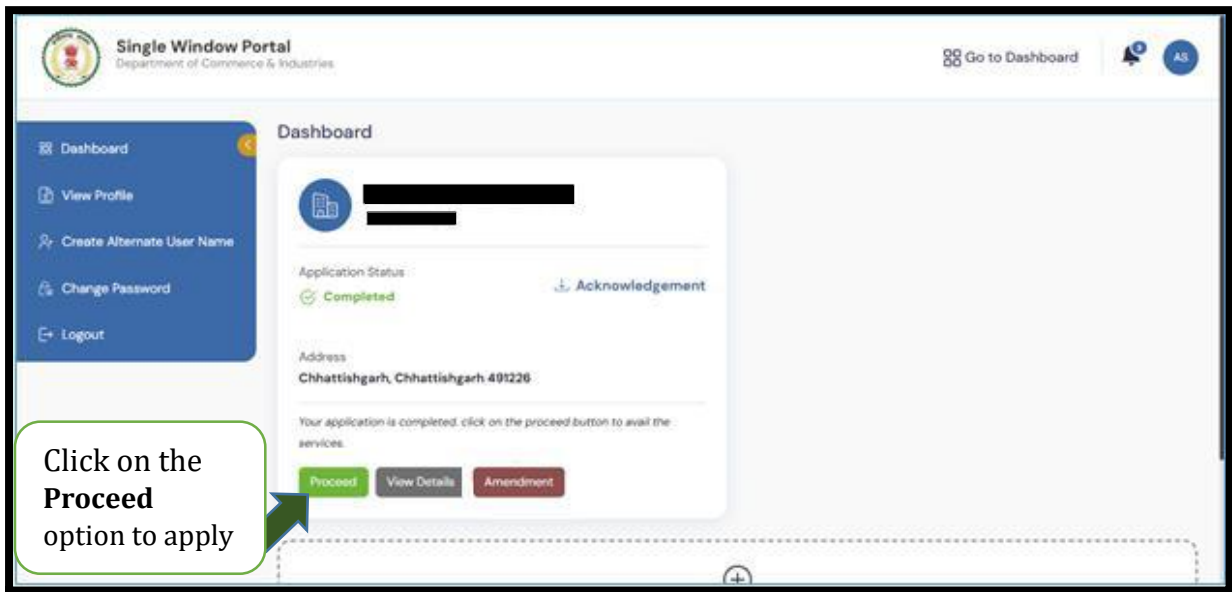 Single Window Portal
Department of Commerce & Industries
Go to Dashboard
AS
Dashboard
View Profile
Create Alternate User Name
Change Password
Logout
Dashboard
Application Status
Completed
Acknowledgement
Address
Chhattishgarh, Chhattishgarh 491226
Your application is completed. click on the proceed button to avail the
services.
Proceed View Details Amendment
Click on the
Proceed
option to apply